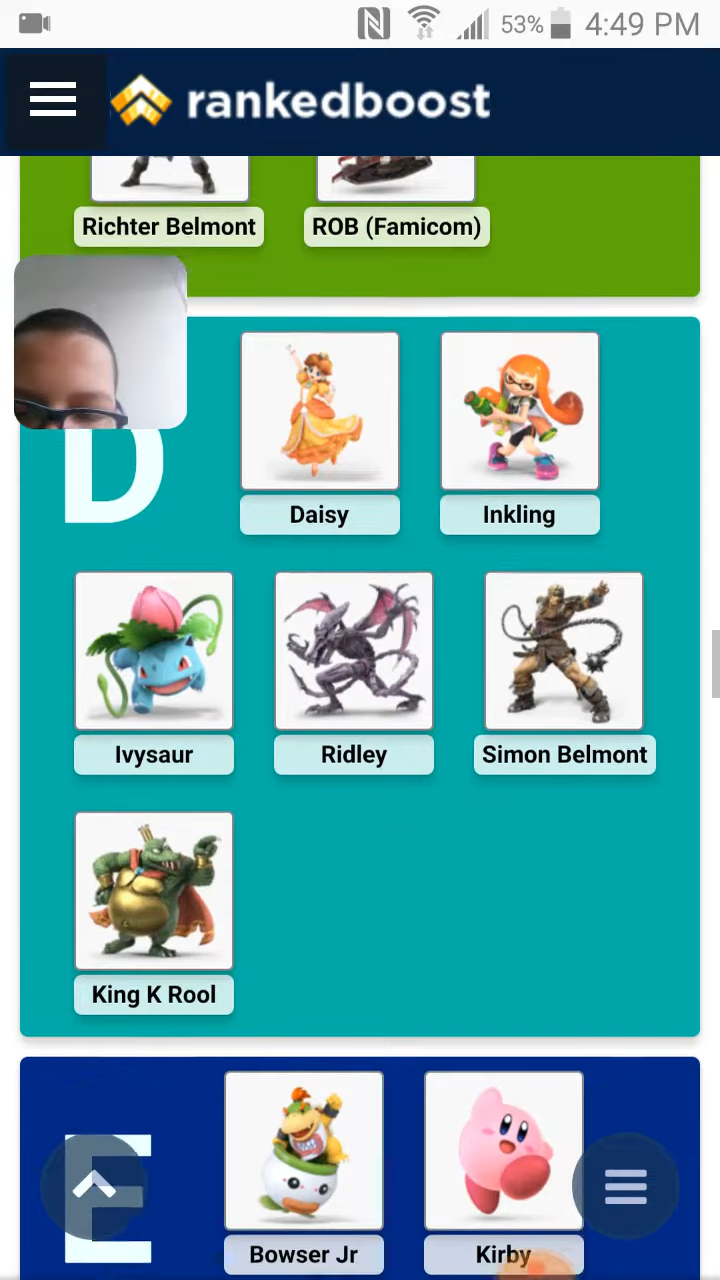 53% 4:49 PM
rankedboost
Richter Belmont ROB (Famicom)
D
Daisy Inkling
Ivysaur Ridley Simon Belmont
King K Rool
E
Bowser Jr Kirby